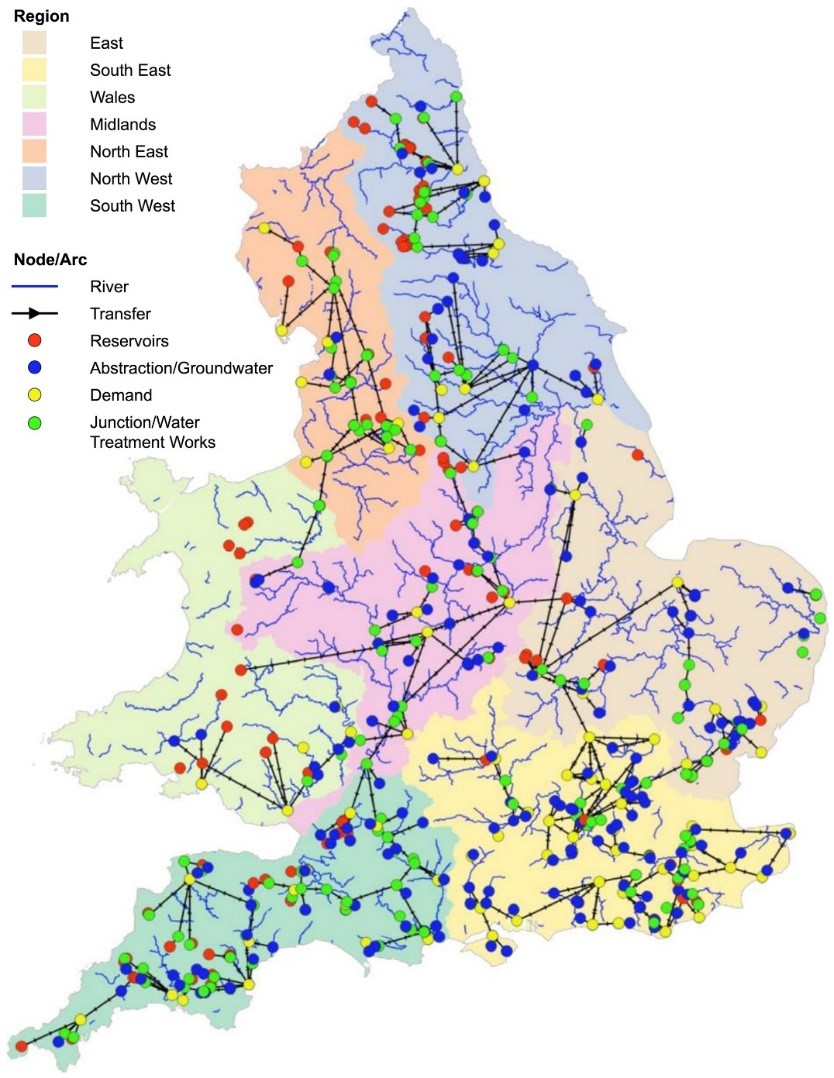 Region
East
South East
Wales
Midlands
North East
North West
South West
Node/Arc
River
Transfer
Reservoirs
Abstraction/Groundwater
Demand
Junction/Water
Treatment Works